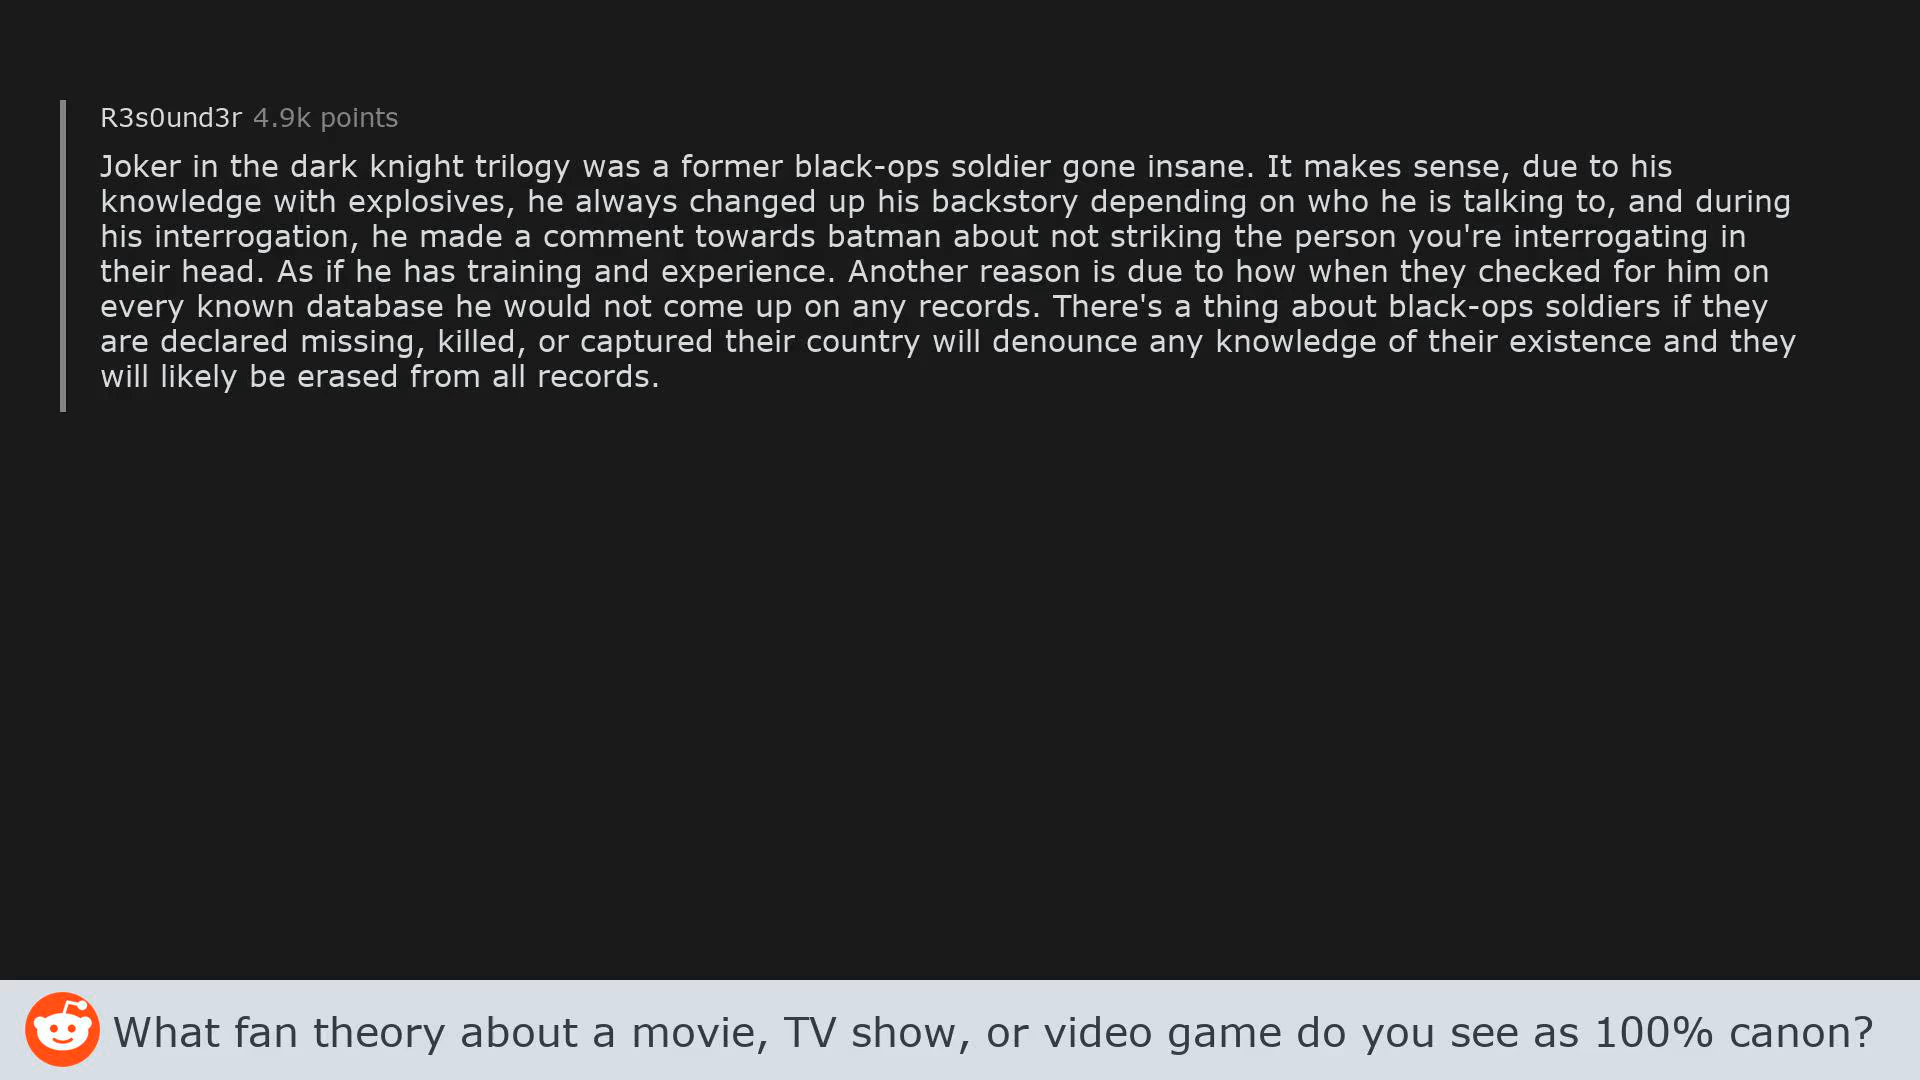 R3s0und3r 4.9k points
Joker in the dark knight trilogy was a former black-ops soldier gone insane. It makes sense, due to his
knowledge with explosives, he always changed up his backstory depending on who he is talking to, and during
his interrogation, he made a comment towards batman about not striking the person you're interrogating in
their head. As if he has training and experience. Another reason is due to how when they checked for him on
every known database he would not come up on any records. There's a thing about black-ops soldiers if they
are declared missing, killed, or captured their country will denounce any knowledge of their existence and they
will likely be erased from all records.
What fan theory about a movie, TV show, or video game do you see as 100% canon?